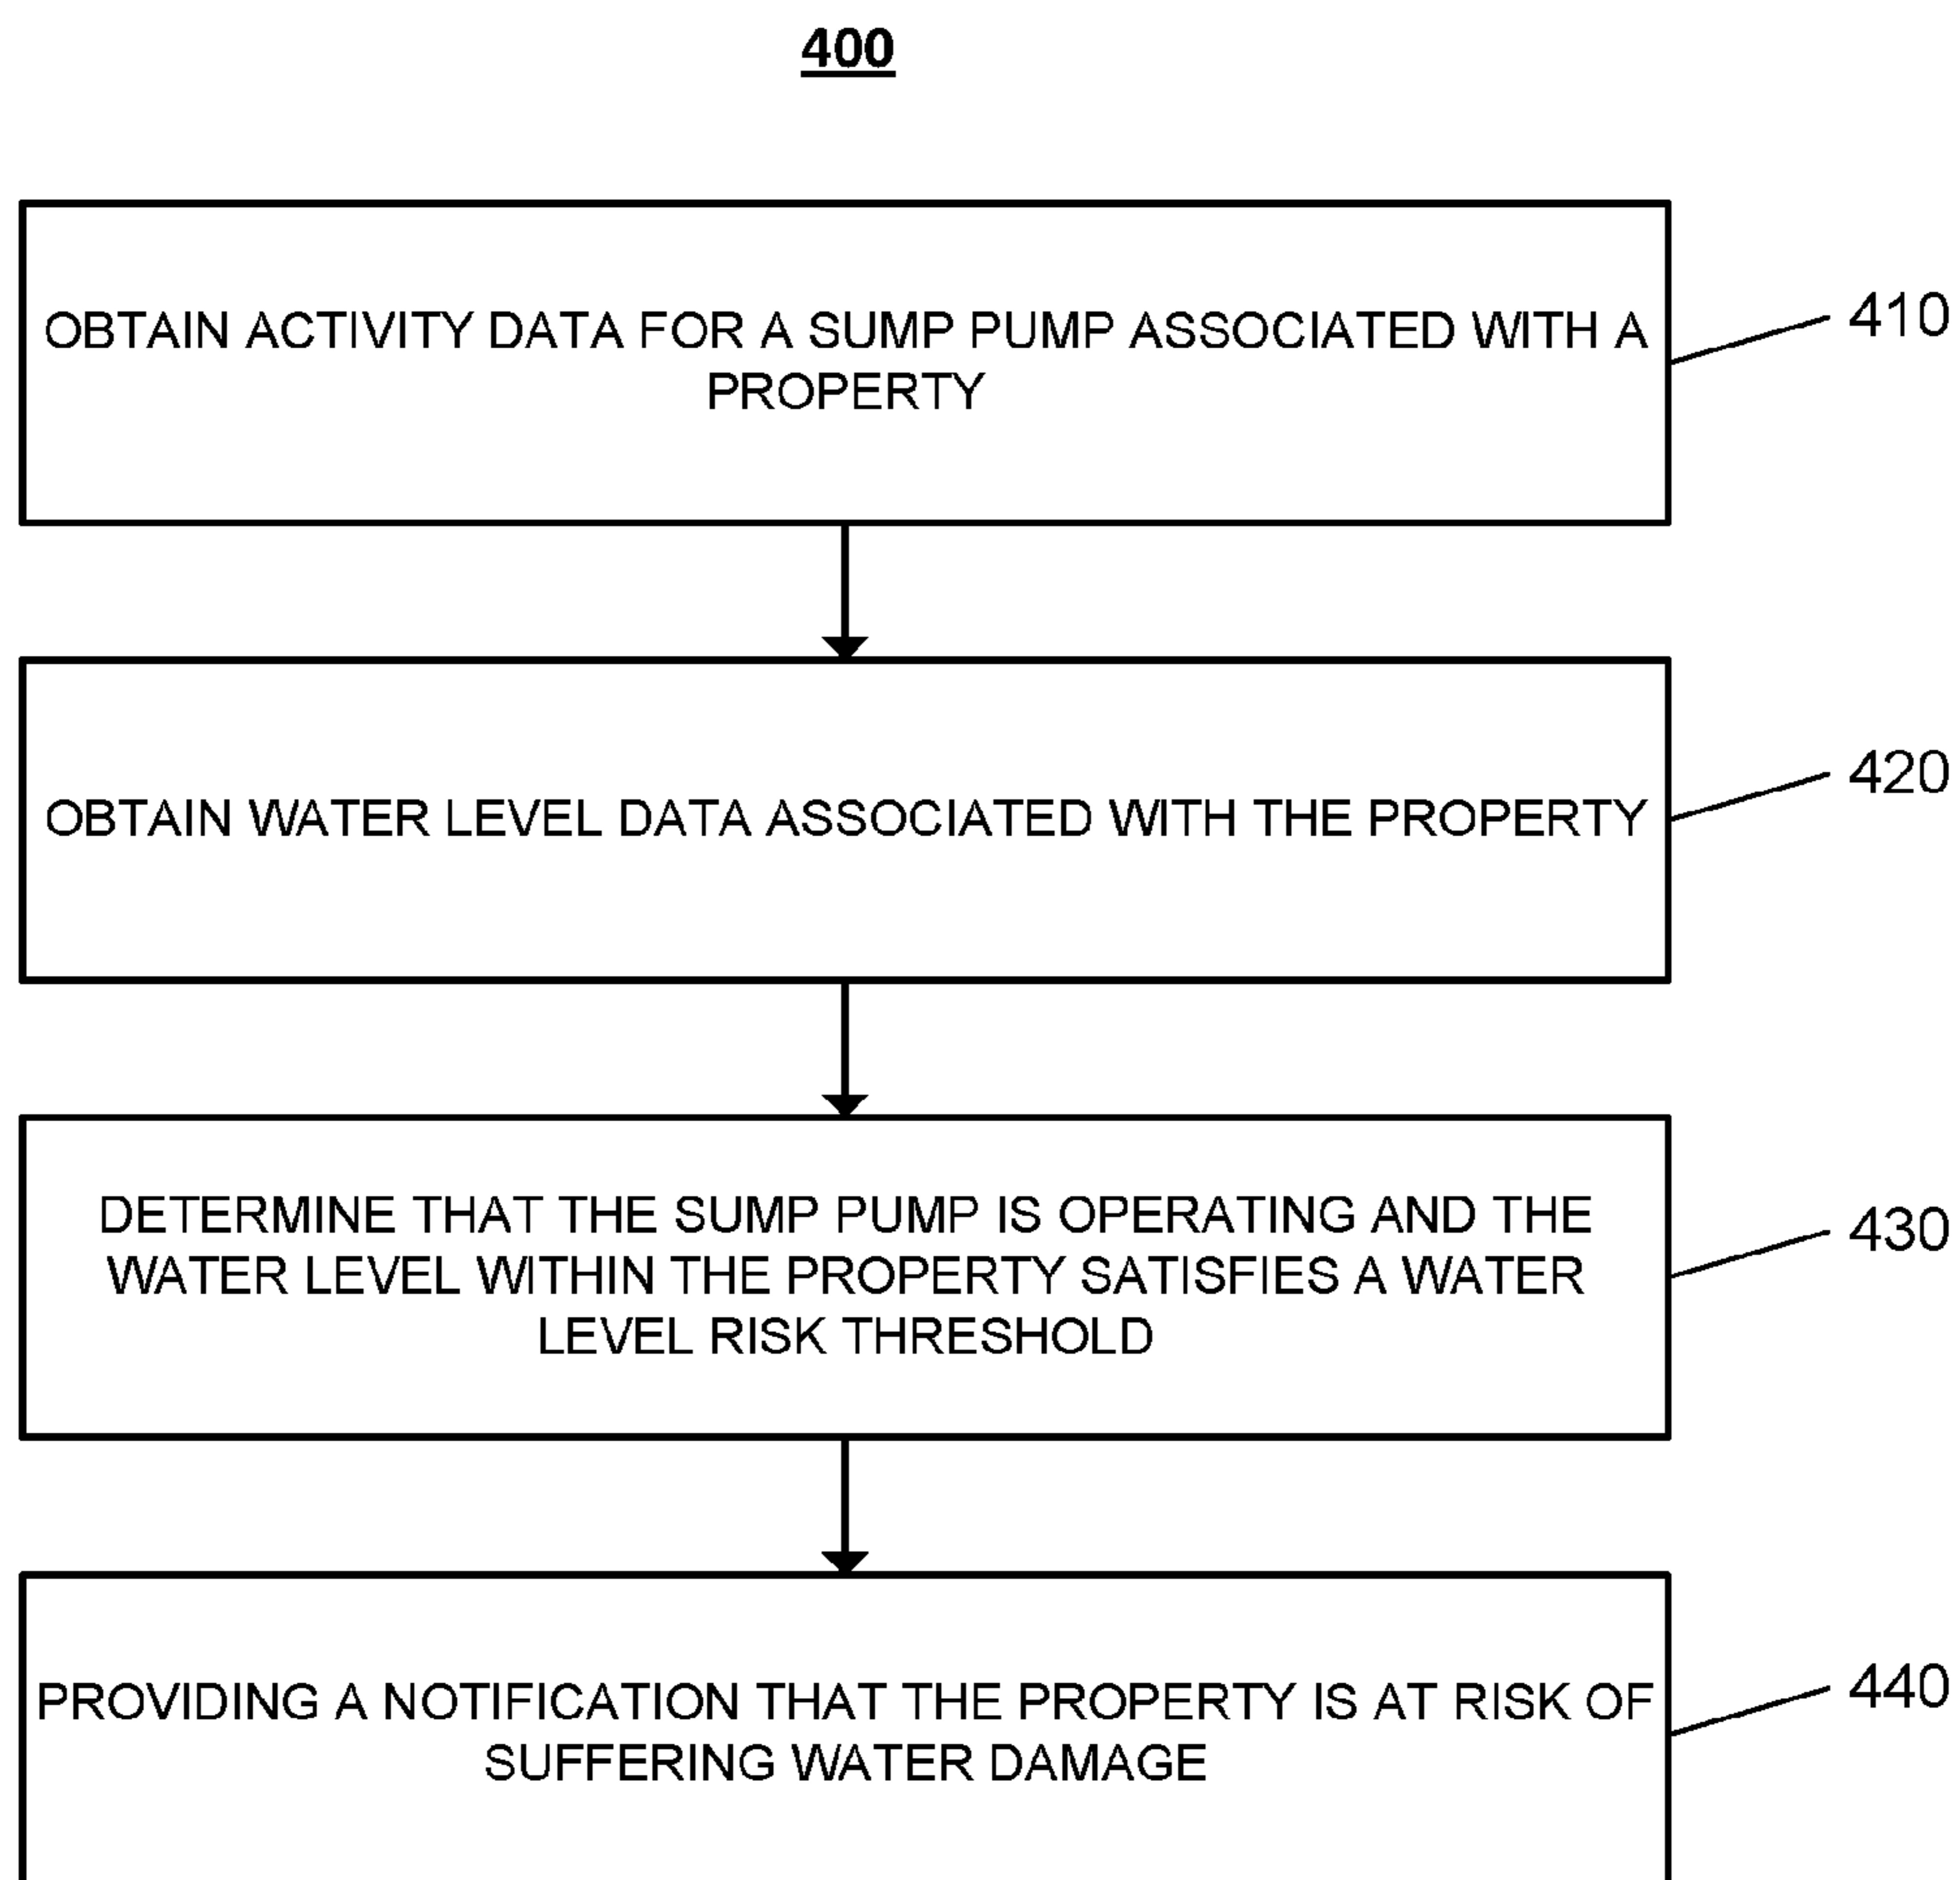 400
OBTAIN ACTIVITY DATA FOR A SUMP PUMP ASSOCIATED WITH A
PROPERTY
410
OBTAIN WATER LEVEL DATA ASSOCIATED WITH THE PROPERTY
420
DETERMINE THAT THE SUMP PUMP IS OPERATING AND THE
WATER LEVEL WITHIN THE PROPERTY SATISFIES A WATER
LEVEL RISK THRESHOLD
430
PROVIDING A NOTIFICATION THAT THE PROPERTY IS AT RISK OF
SUFFERING WATER DAMAGE
440